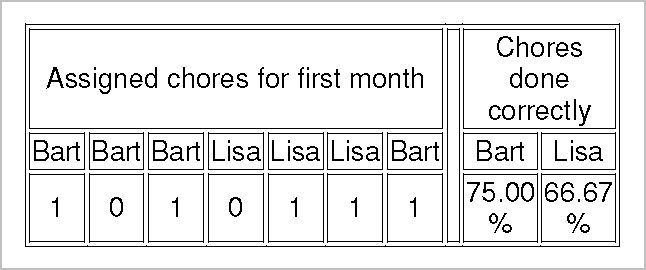 Assigned chores for first month
Chores
done
correctly
Bart Bart Bart Lisa Lisa Lisa Bart Bart Lisa
1 0 1 0 1 1 1 75.00 66.67
% %